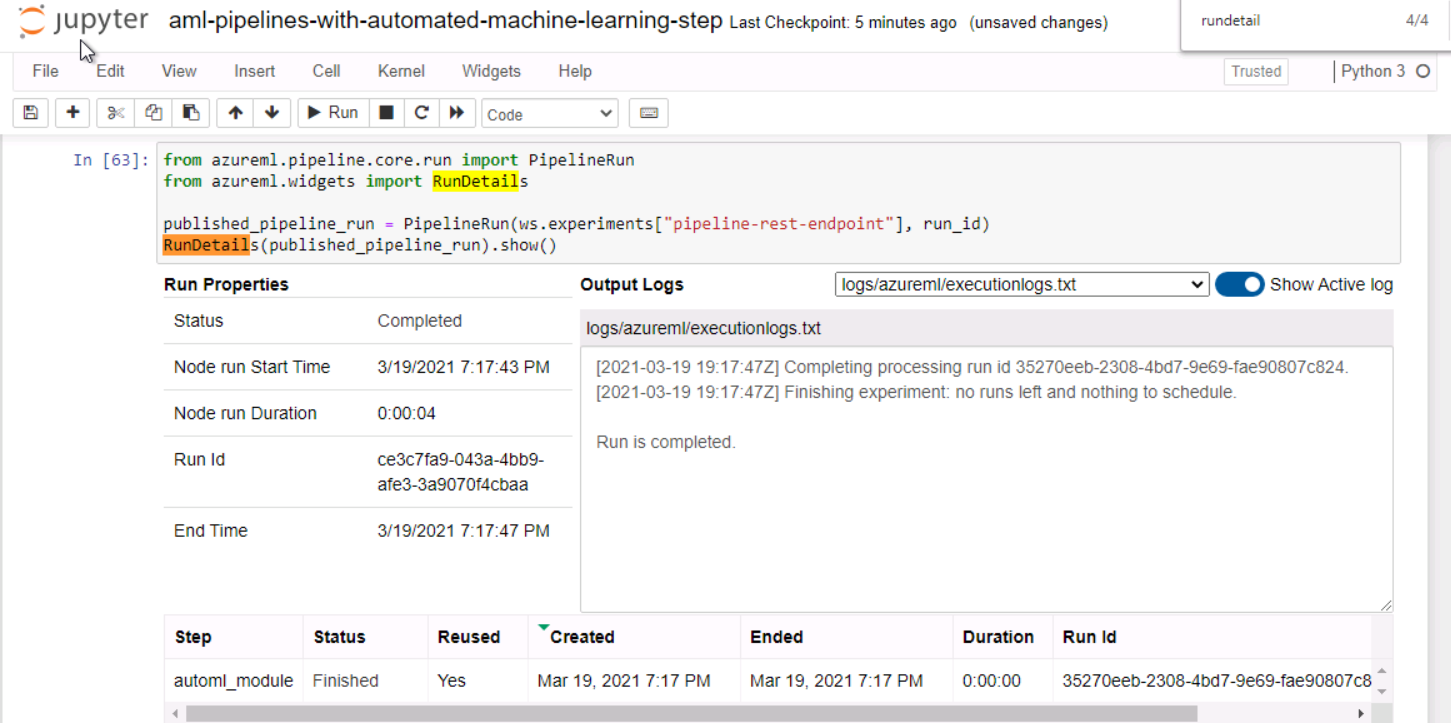 jupyter aml-pipelines-with-automated-machine-learning-step Last Checkpoint: 5 minutes ago (unsaved changes)
rundetail 4/4
File Edit View Insert Cell Kernel Widgets Help Trusted Python 3
Run Code
In [63]: from azureml.pipeline.core.run import PipelineRun
from azureml.widgets import RunDetails
published_pipeline_run = PipelineRun(ws.experiments["pipeline-rest-endpoint"], run_id)
RunDetails(published_pipeline_run).show()
Run Properties
Status Completed
Node run Start Time 3/19/2021 7:17:43 PM
Node run Duration 0:00:04
Run Id ce3c7fa9-043a-4bb9-
afe3-3a9070f4cbaa
End Time 3/19/2021 7:17:47 PM
Output Logs logs/azureml/executionlogs.txt Show Active log
logs/azureml/executionlogs.txt
[2021-03-19 19:17:47Z] Completing processing run id 35270eeb-2308-4bd7-9e69-fae90807c824.
[2021-03-19 19:17:47Z] Finishing experiment: no runs left and nothing to schedule.
Run is completed.
Step Status Reused Created Ended Duration Run Id
automl_module Finished Yes Mar 19, 2021 7:17 PM Mar 19, 2021 7:17 PM 0:00:00 35270eeb-2308-4bd7-9e69-fae90807c8